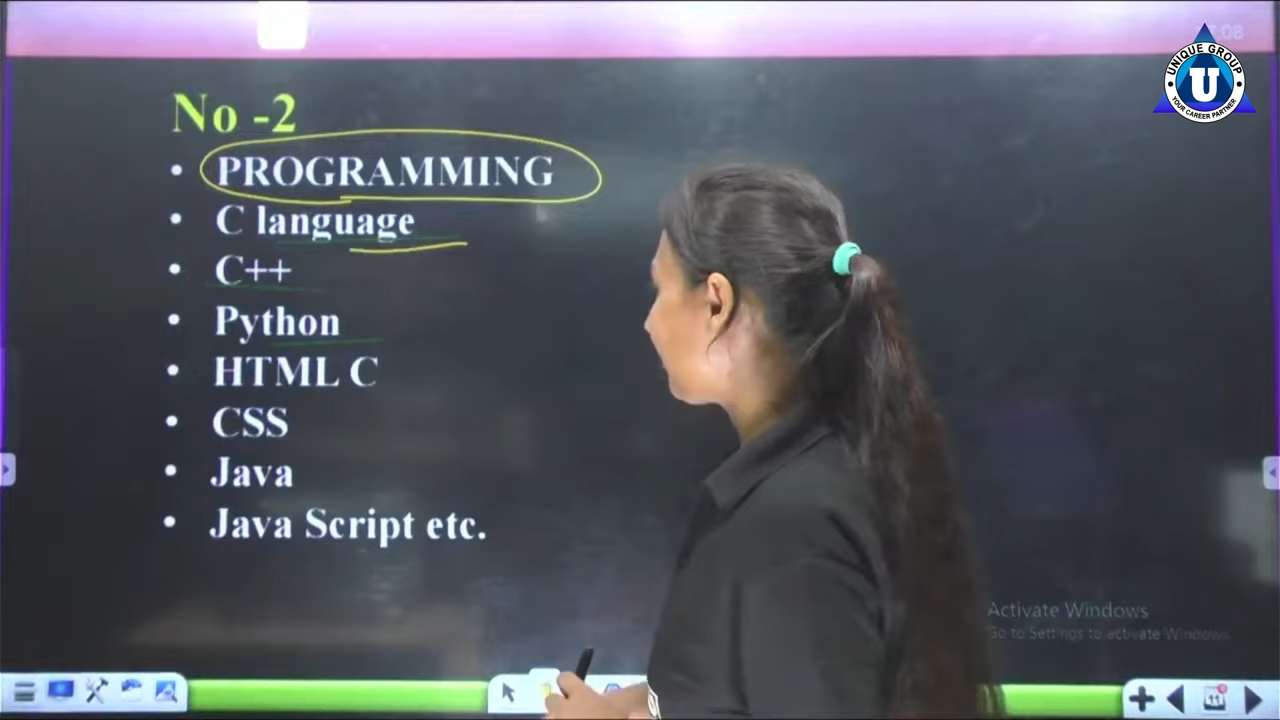 No -2
• PROGRAMMING
• C language
• C++
• Python
• HTML C
• CSS
• Java
• Java Script etc.
UNIQUE GROUP
U
YOUR CAREER PARTNER
Activate Windows
Go to Settings to activate Windows